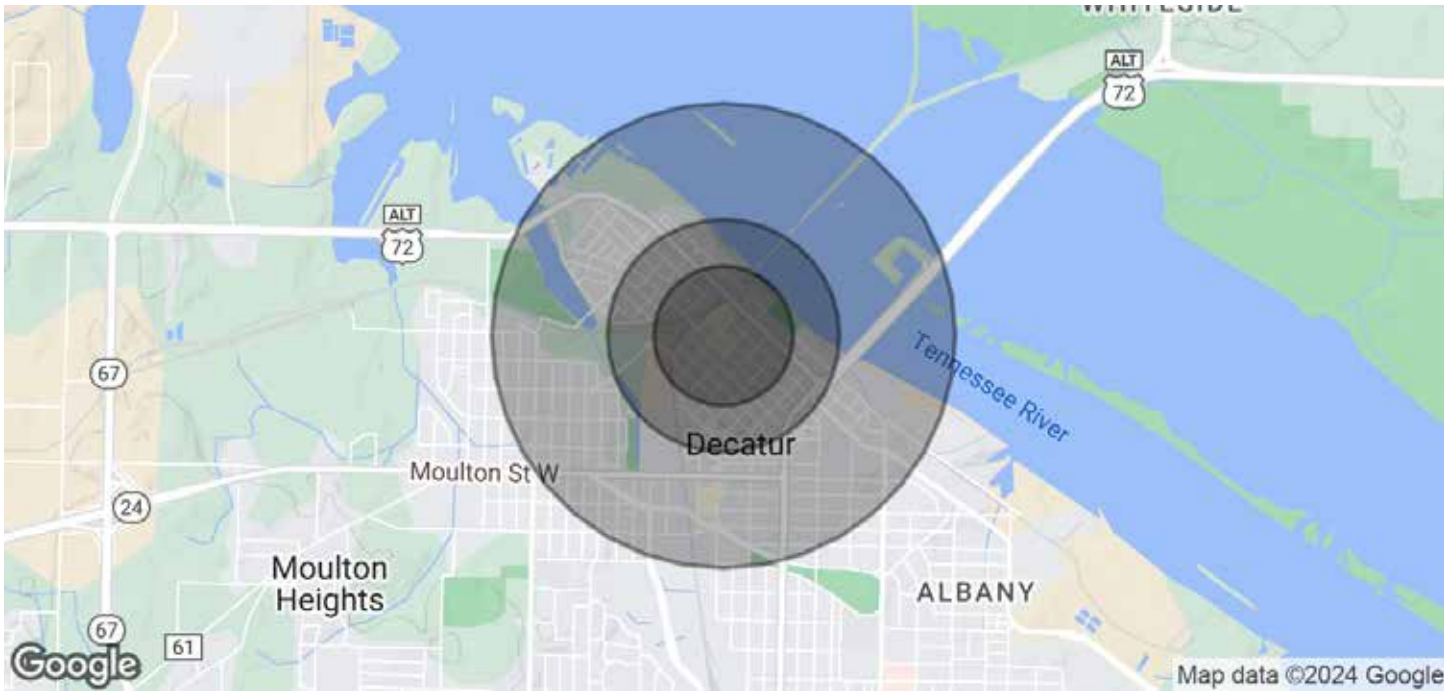 WHITESIDE
ALT
72
ALT
72
67
Tennessee River
Decatur
Moulton St W
24
Moulton
Heights
ALBANY
67
61
Google
Map data ©2024 Google